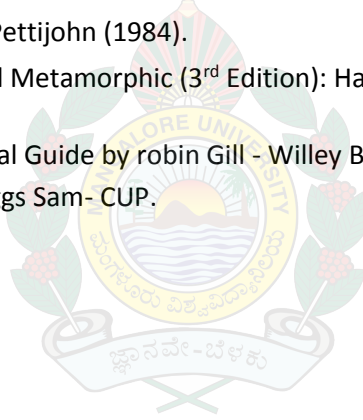 Pettijohn (1984).
l Metamorphic (3rd Edition): Ha
al Guide by robin Gill - Willey B
ggs Sam- CUP.
MANGALORE UNIVERSITY
ಮಂಗಳೂರು ವಿಶ್ವವಿದ್ಯಾನಿಲಯ
ಜ್ಞಾನವೇ-ಬೆಳಕು